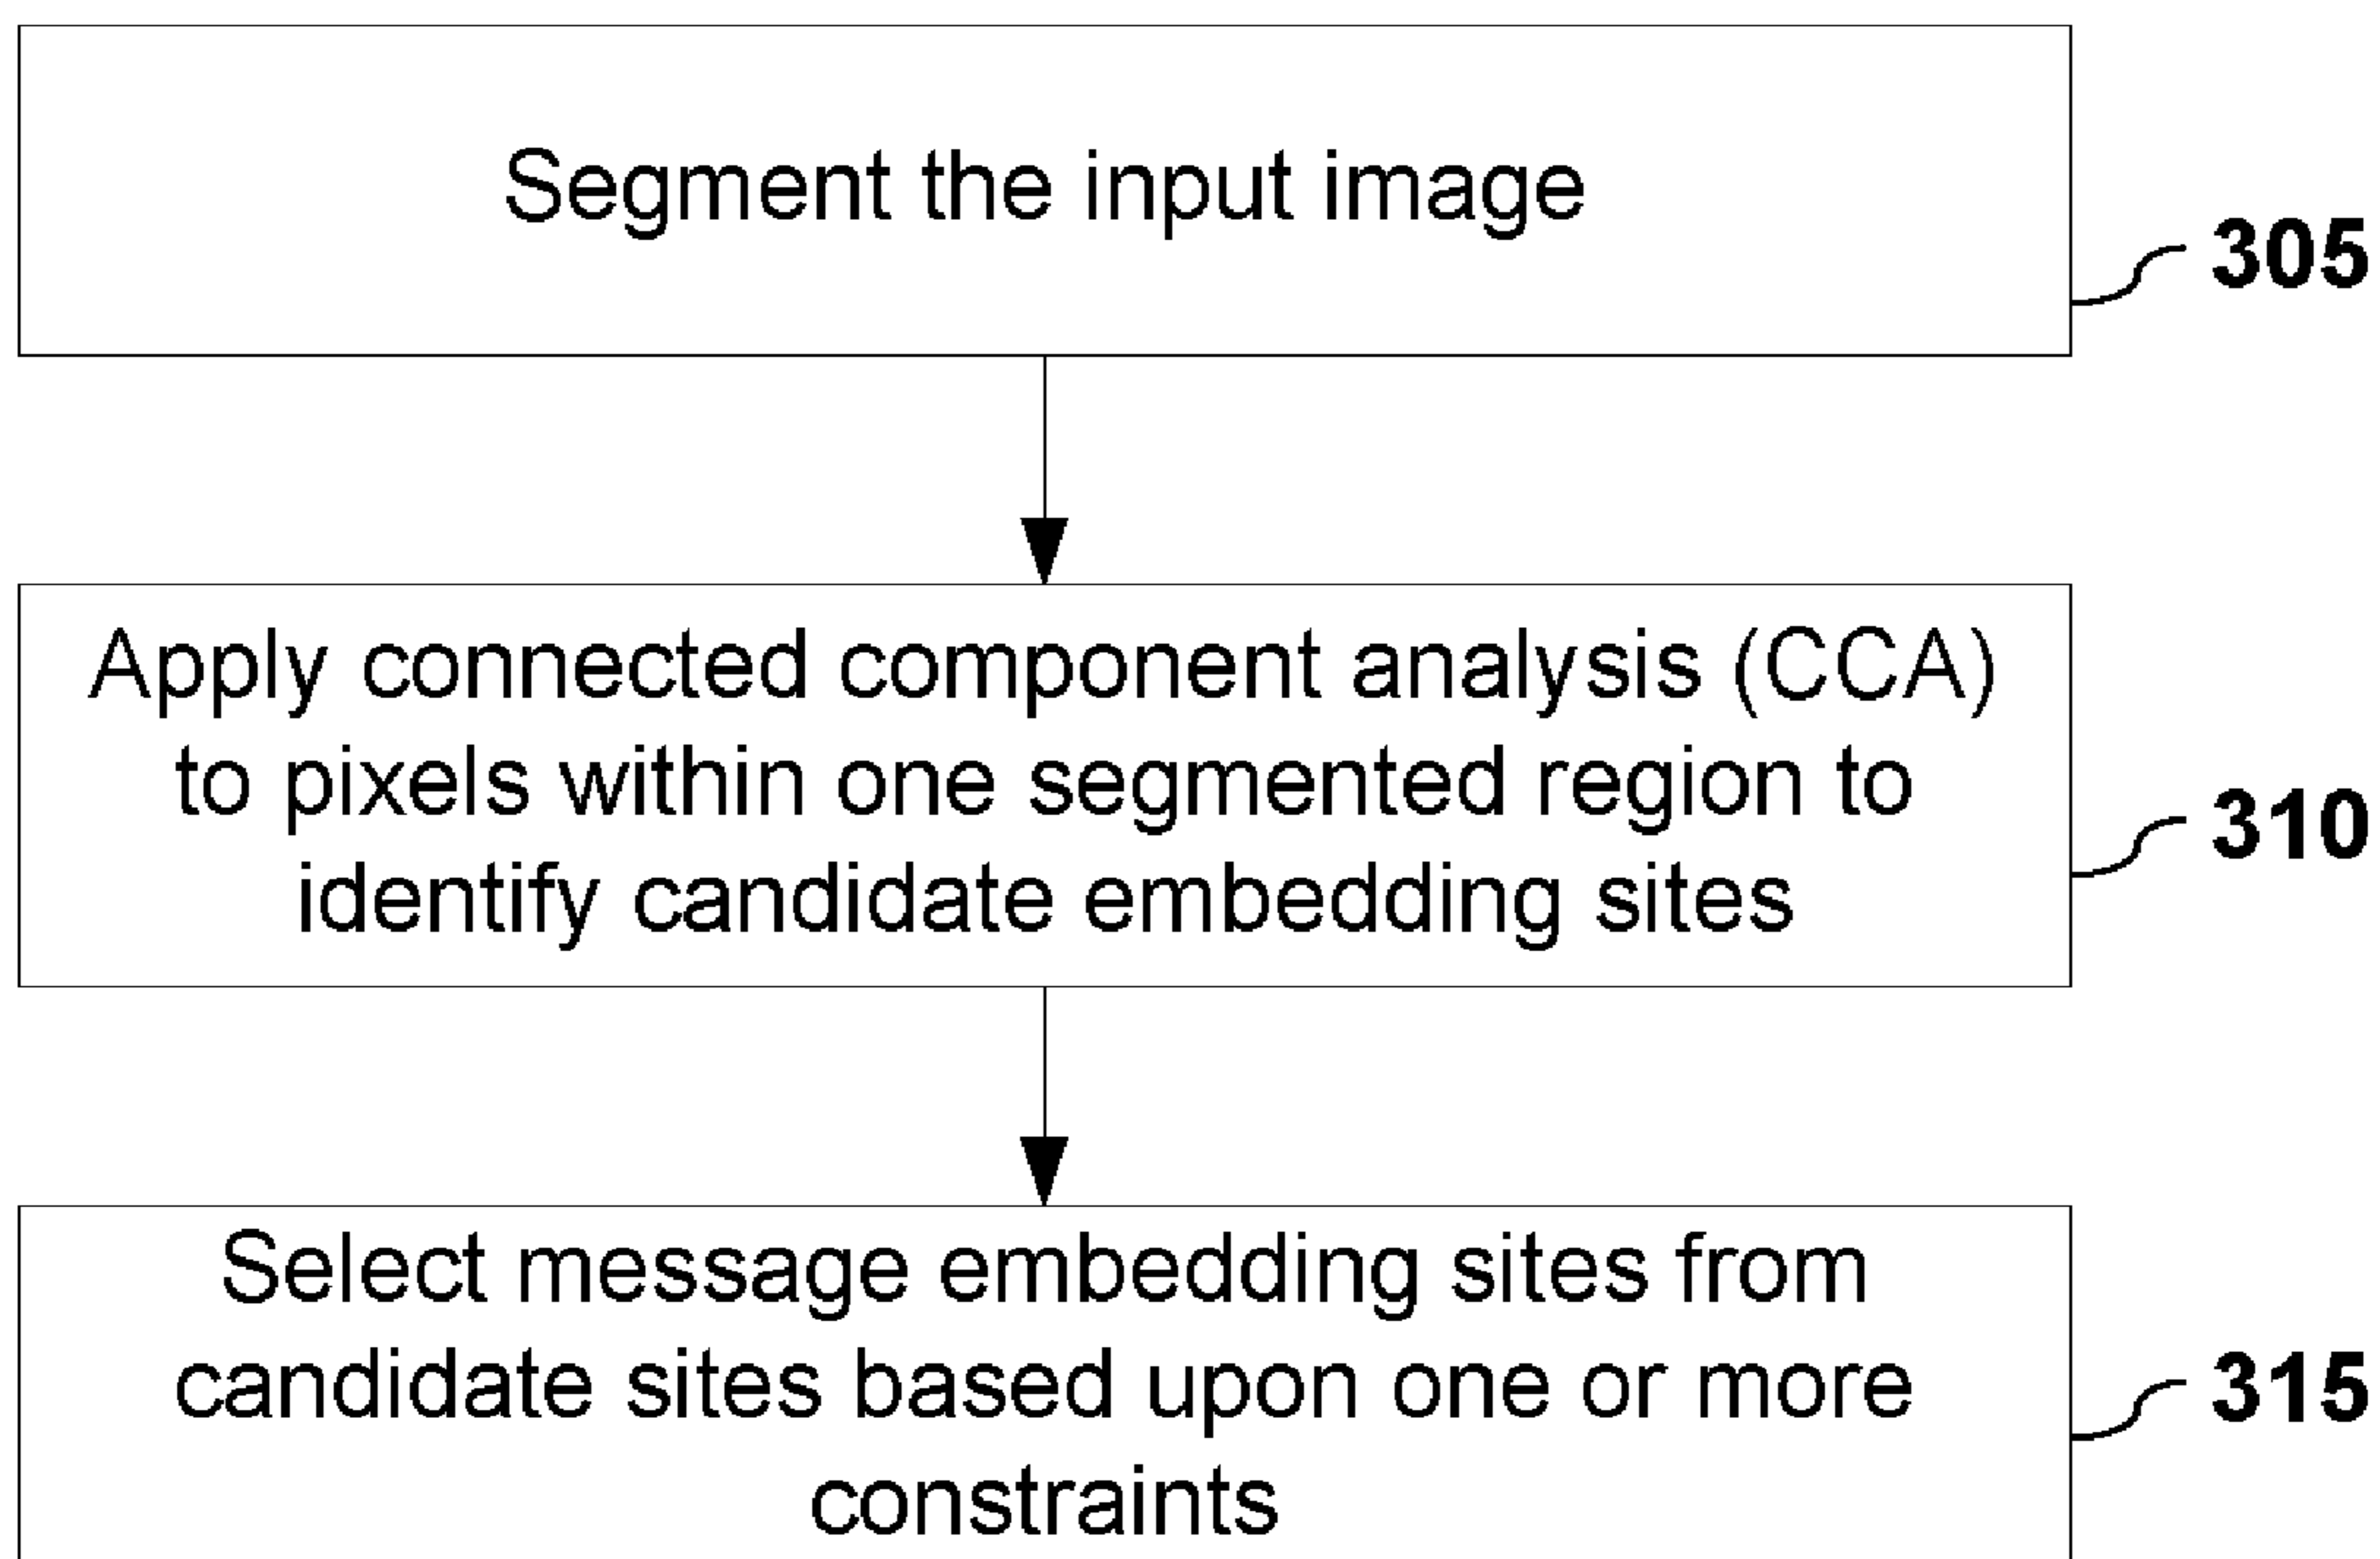 Segment the input image
305
Apply connected component analysis (CCA)
to pixels within one segmented region to
identify candidate embedding sites
310
Select message embedding sites from
candidate sites based upon one or more
constraints
315